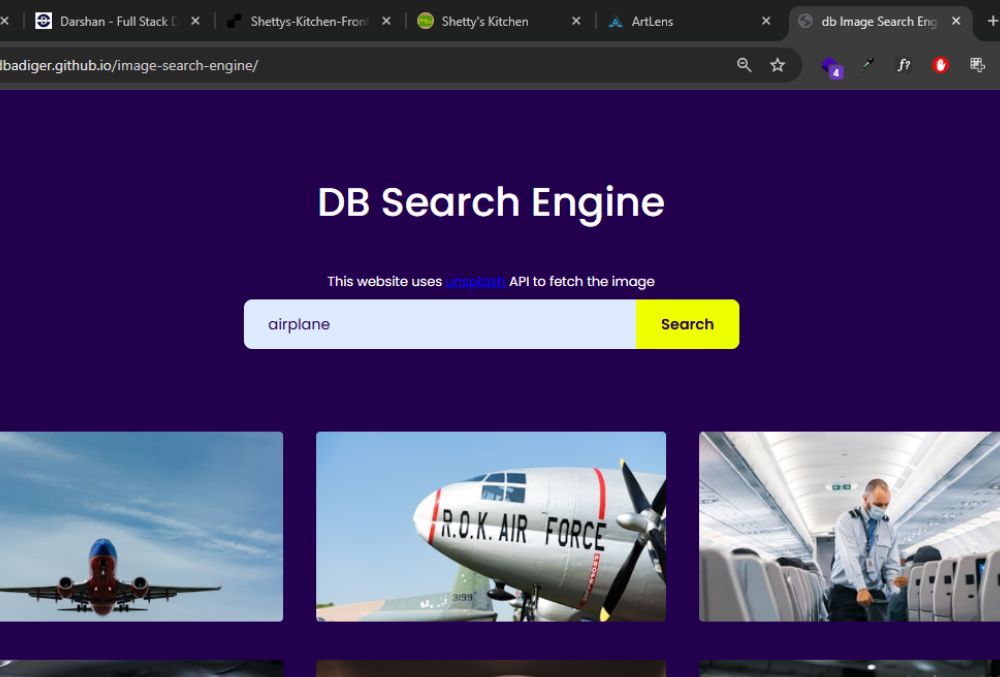 Darshan - Full Stack D
Shettys-Kitchen-Front
Shetty's Kitchen
ArtLens
db Image Search Eng
dbadiger.github.io/image-search-engine/
4
f?
DB Search Engine
This website uses unsplash API to fetch the image
airplane
Search
R.O.K. AIR FORCE
3199